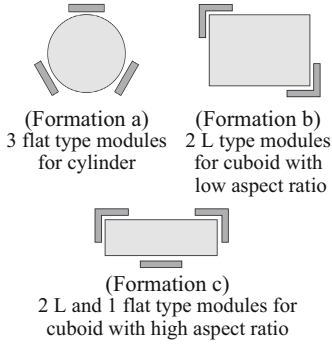 (Formation a)
3 flat type modules
for cylinder
(Formation b)
2 L type modules
for cuboid with
low aspect ratio
(Formation c)
2 L and 1 flat type modules for
cuboid with high aspect ratio